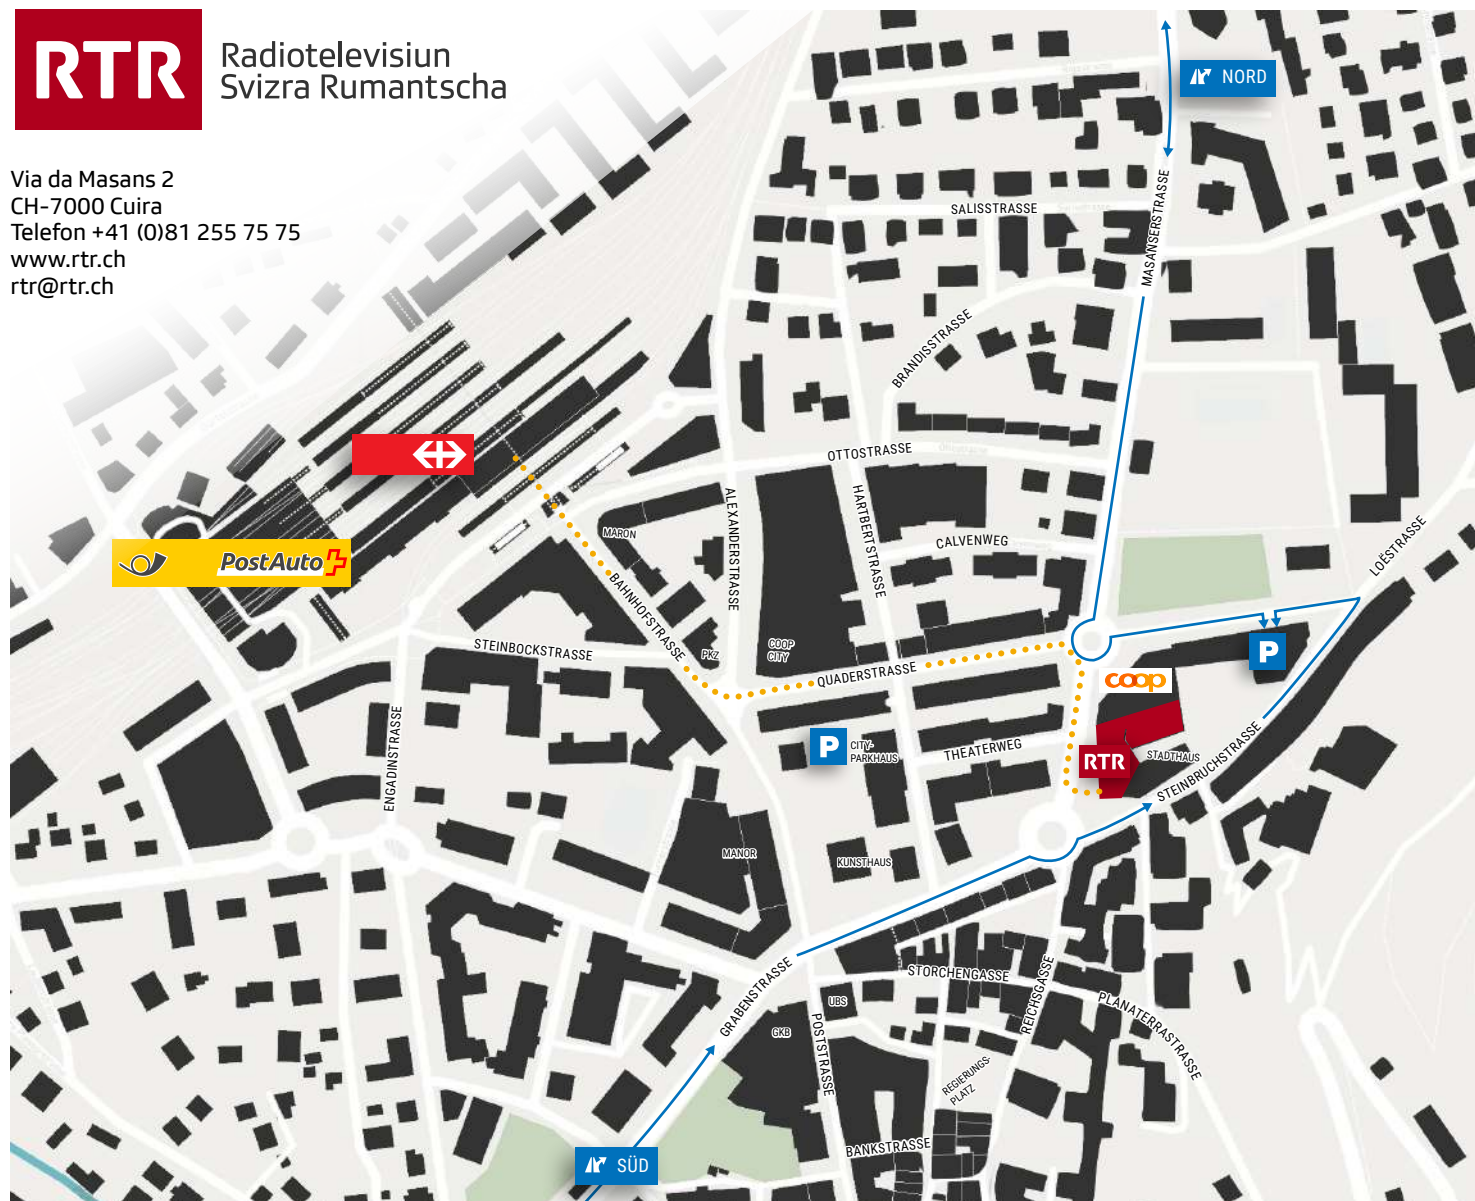 RTR
Radiotelevisiun
Svizra Rumantscha
Via da Masans 2
CH-7000 Cuira
Telefon +41 (0)81 255 75 75
www.rtr.ch
rtr@rtr.ch
NORD
MASANSERSTRASSE
SALISSTRASSE
BRANDISSTRASSE
OTTOSTRASSE
ALEXANDERSTRASSE
HARTBERTSTRASSE
CALVENWEG
LOËSTRASSE
MARON
PostAuto
BAHNHOFSTRASSE
STEINBOCKSTRASSE
PKZ
COOP
CITY
QUADERSTRASSE
P
coop
ENGADINSTRASSE
P
CITY-
PARKHAUS
THEATERWEG
RTR
STADTHAUS
STEINBRUCHSTRASSE
MANOR
KUNSTHAUS
GRABENSTRASSE
STORCHENGASSE
REICHSGASSE
PLANATERRASTRASSE
UBS
GKB
POSTSTRASSE
REGIERUNGS-
PLATZ
BANKSTRASSE
SÜD